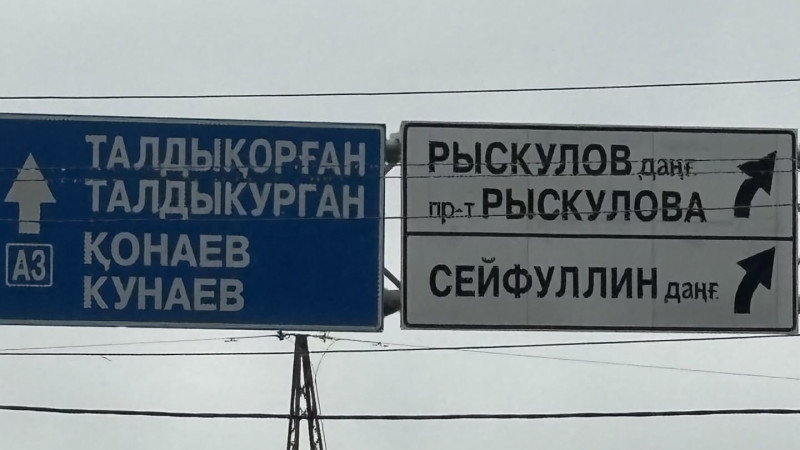 ТАЛДЫҚОРҒАН
ТАЛДЫКУРГАН
ҚОНАЕВ
КУНАЕВ
А3
РЫСКУЛОВ даңғ.
пр-т РЫСКУЛОВА
СЕЙФУЛЛИН даңғ.